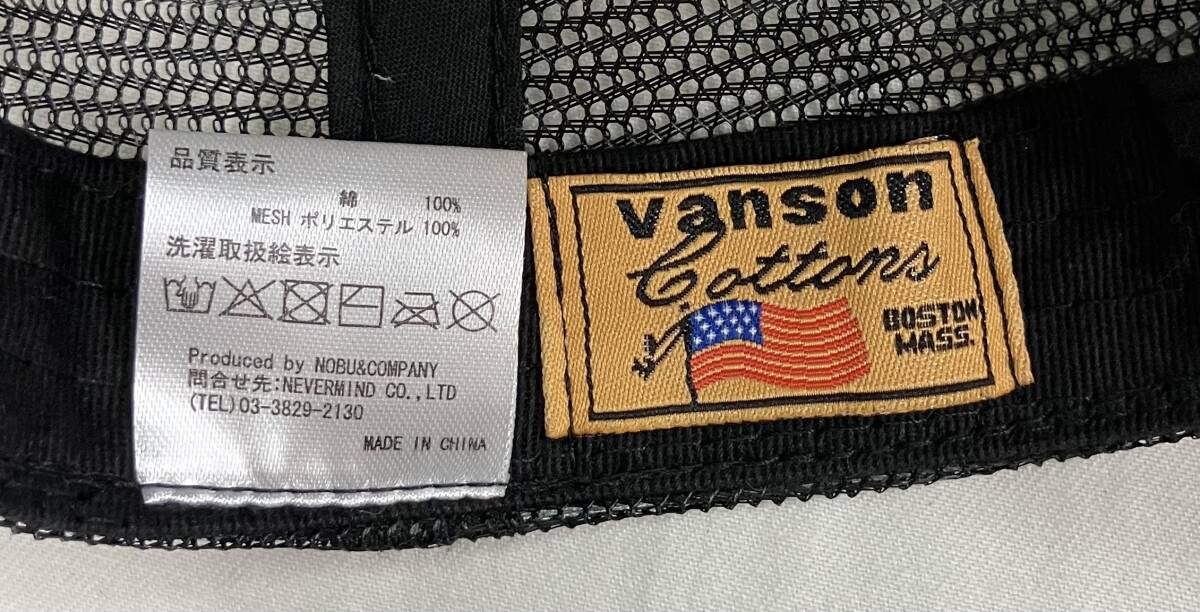 品質表示
綿 100%
MESH ポリエステル 100%
洗濯取扱絵表示
Produced by NOBU&COMPANY
問合せ先:NEVERMIND CO.,LTD
(TEL)03-3829-2130
MADE IN CHINA
vanson
Cottons
BOSTON
MASS.